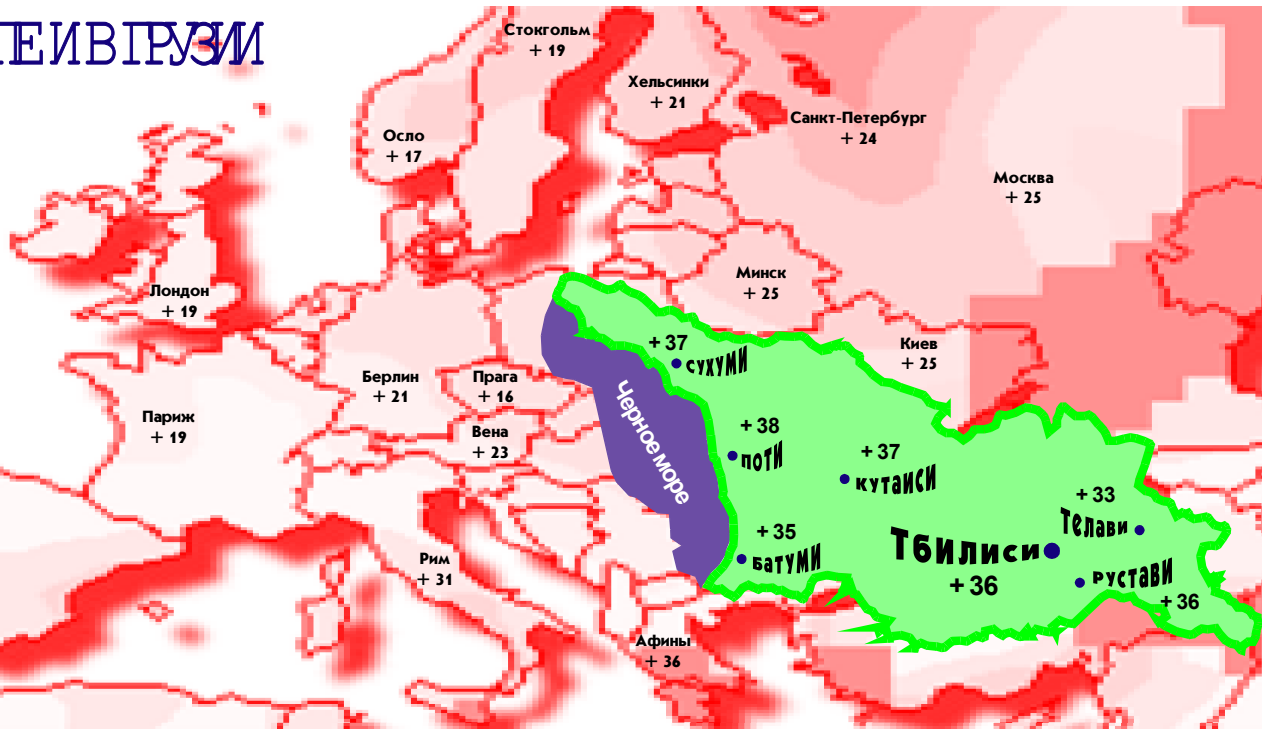 ПЕИВГРУЗИИ
Стокгольм
+ 19
Хельсинки
+ 21
Осло
+ 17
Санкт-Петербург
+ 24
Москва
+ 25
Лондон
+ 19
Минск
+ 25
Киев
+ 25
+ 37
сухуми
Берлин
+ 21
Прага
+ 16
Париж
+ 19
Вена
+ 23
Черное море
+ 38
поти
+ 37
кутаиси
+ 33
Телави
+ 35
батуми
Тбилиси
+ 36
рустави
+ 36
Рим
+ 31
Афины
+ 36